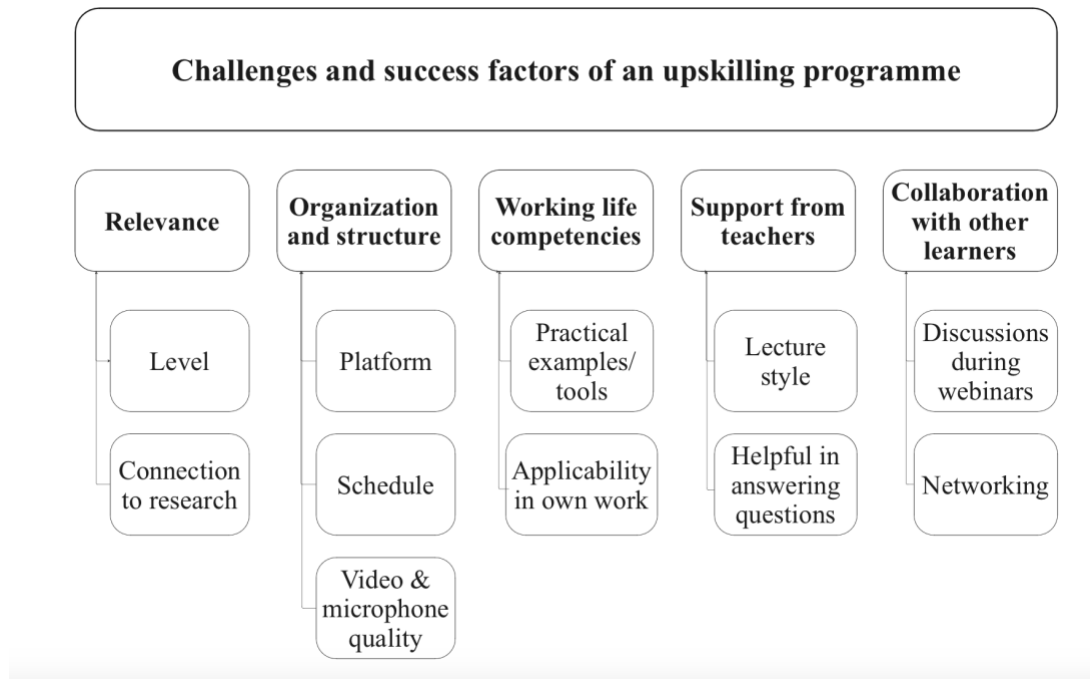 Challenges and success factors of an upskilling programme
Relevance
Level
Connection
to research
Organization
and structure
Platform
Schedule
Video &
microphone
quality
Working life
competencies
Practical
examples/
tools
Applicability
in own work
Support from
teachers
Lecture
style
Helpful in
answering
questions
Collaboration
with other
learners
Discussions
during
webinars
Networking